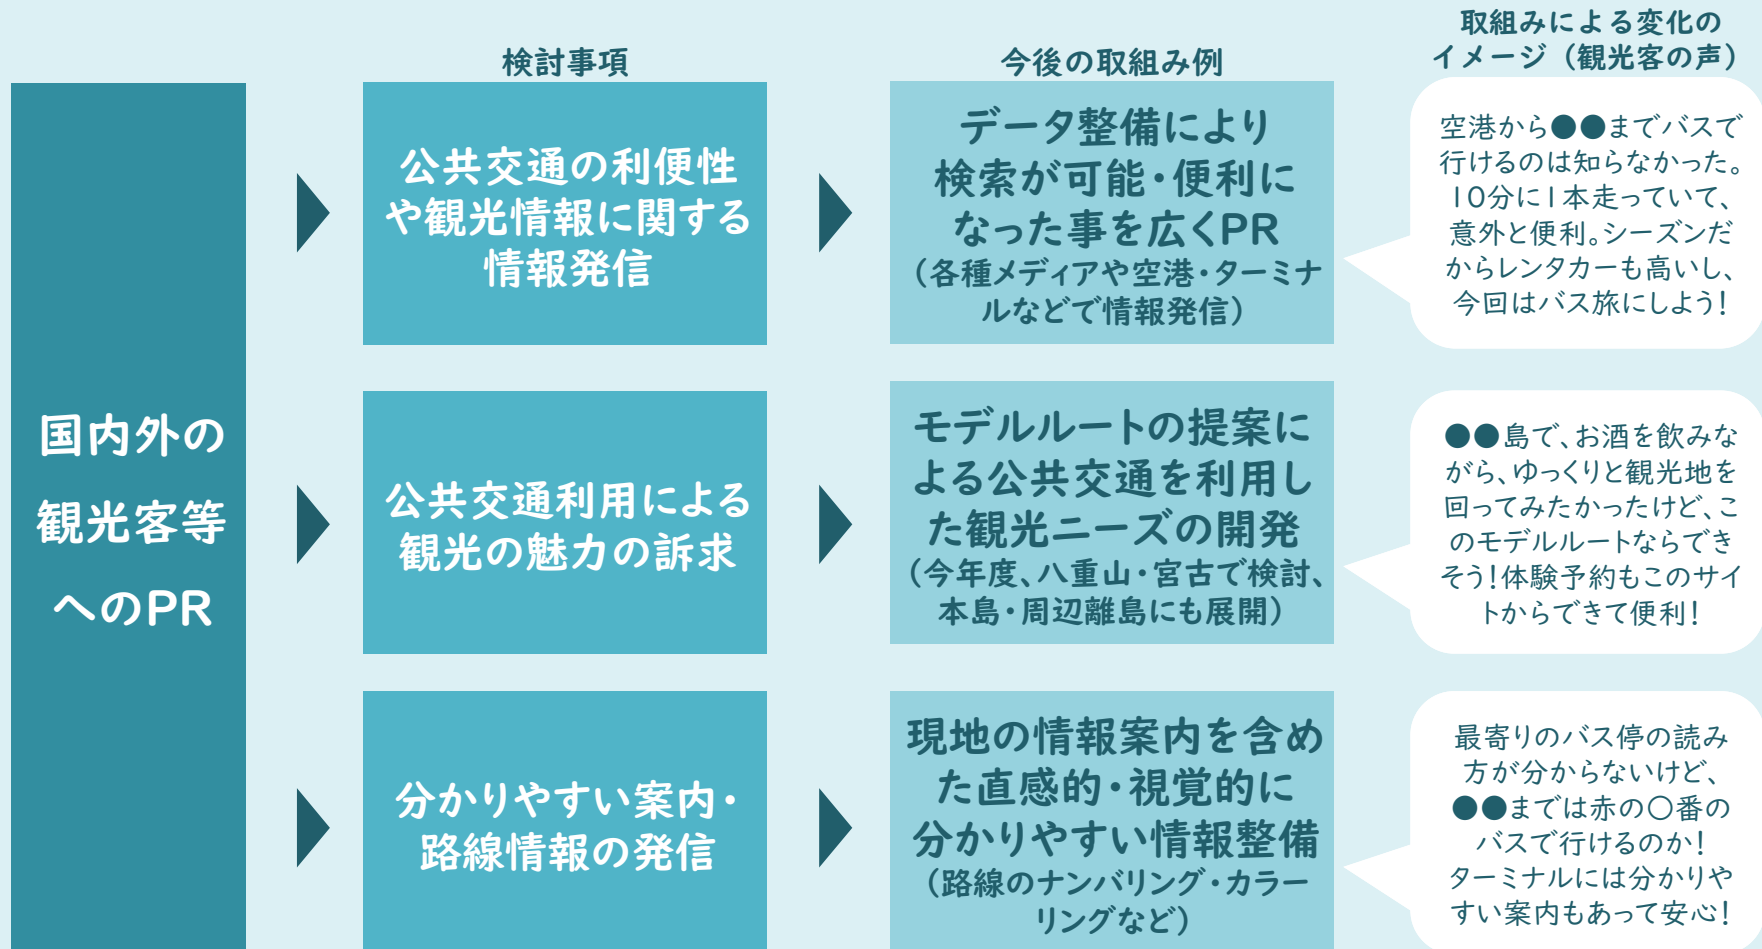 検討事項
今後の取組み例
取組みによる変化の
イメージ（観光客の声）
国内外の
観光客等
へのPR
公共交通の利便性
や観光情報に関する
情報発信
データ整備により
検索が可能・便利に
なった事を広くPR
（各種メディアや空港・ターミナ
ルなどで情報発信）
空港から●●までバスで
行けるのは知らなかった。
10分に1本走っていて、
意外と便利。シーズンだ
からレンタカーも高いし、
今回はバス旅にしよう！
公共交通利用による
観光の魅力の訴求
モデルルートの提案に
よる公共交通を利用し
た観光ニーズの開発
（今年度、八重山・宮古で検討、
本島・周辺離島にも展開）
●●島で、お酒を飲みな
がら、ゆっくりと観光地を
回ってみたかったけど、こ
のモデルルートならでき
そう！体験予約もこのサイ
トからできて便利！
分かりやすい案内・
路線情報の発信
現地の情報案内を含め
た直感的・視覚的に
分かりやすい情報整備
（路線のナンバリング・カラー
リングなど）
最寄りのバス停の読み
方が分からないけど、
●●までは赤の〇番の
バスで行けるのか！
ターミナルには分かりや
すい案内もあって安心！